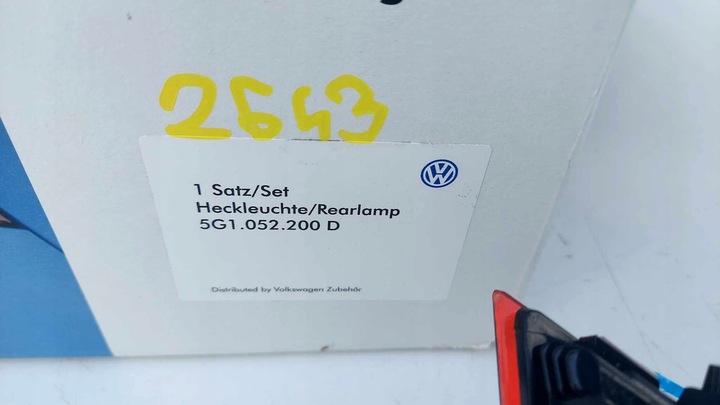 2643
1 Satz/Set
Heckleuchte/Rearlamp
5G1.052.200 D
Distributed by Volkswagen Zubehör